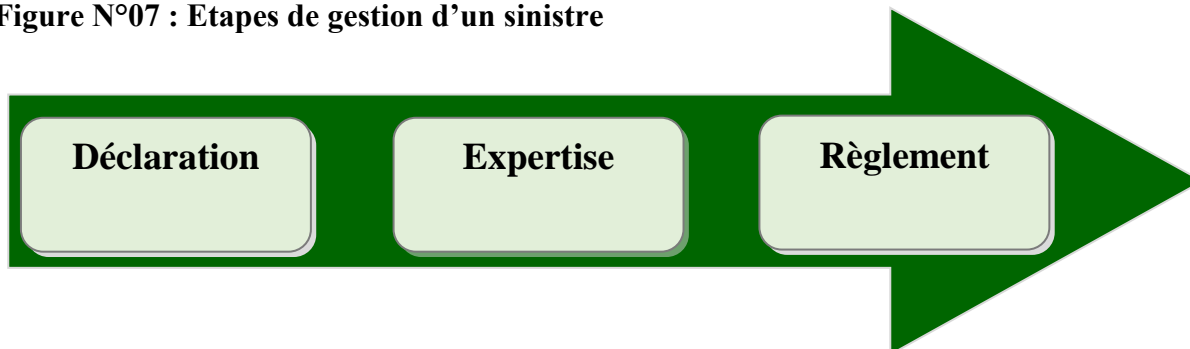 Figure N°07 : Etapes de gestion d’un sinistre
Déclaration
Expertise
Règlement